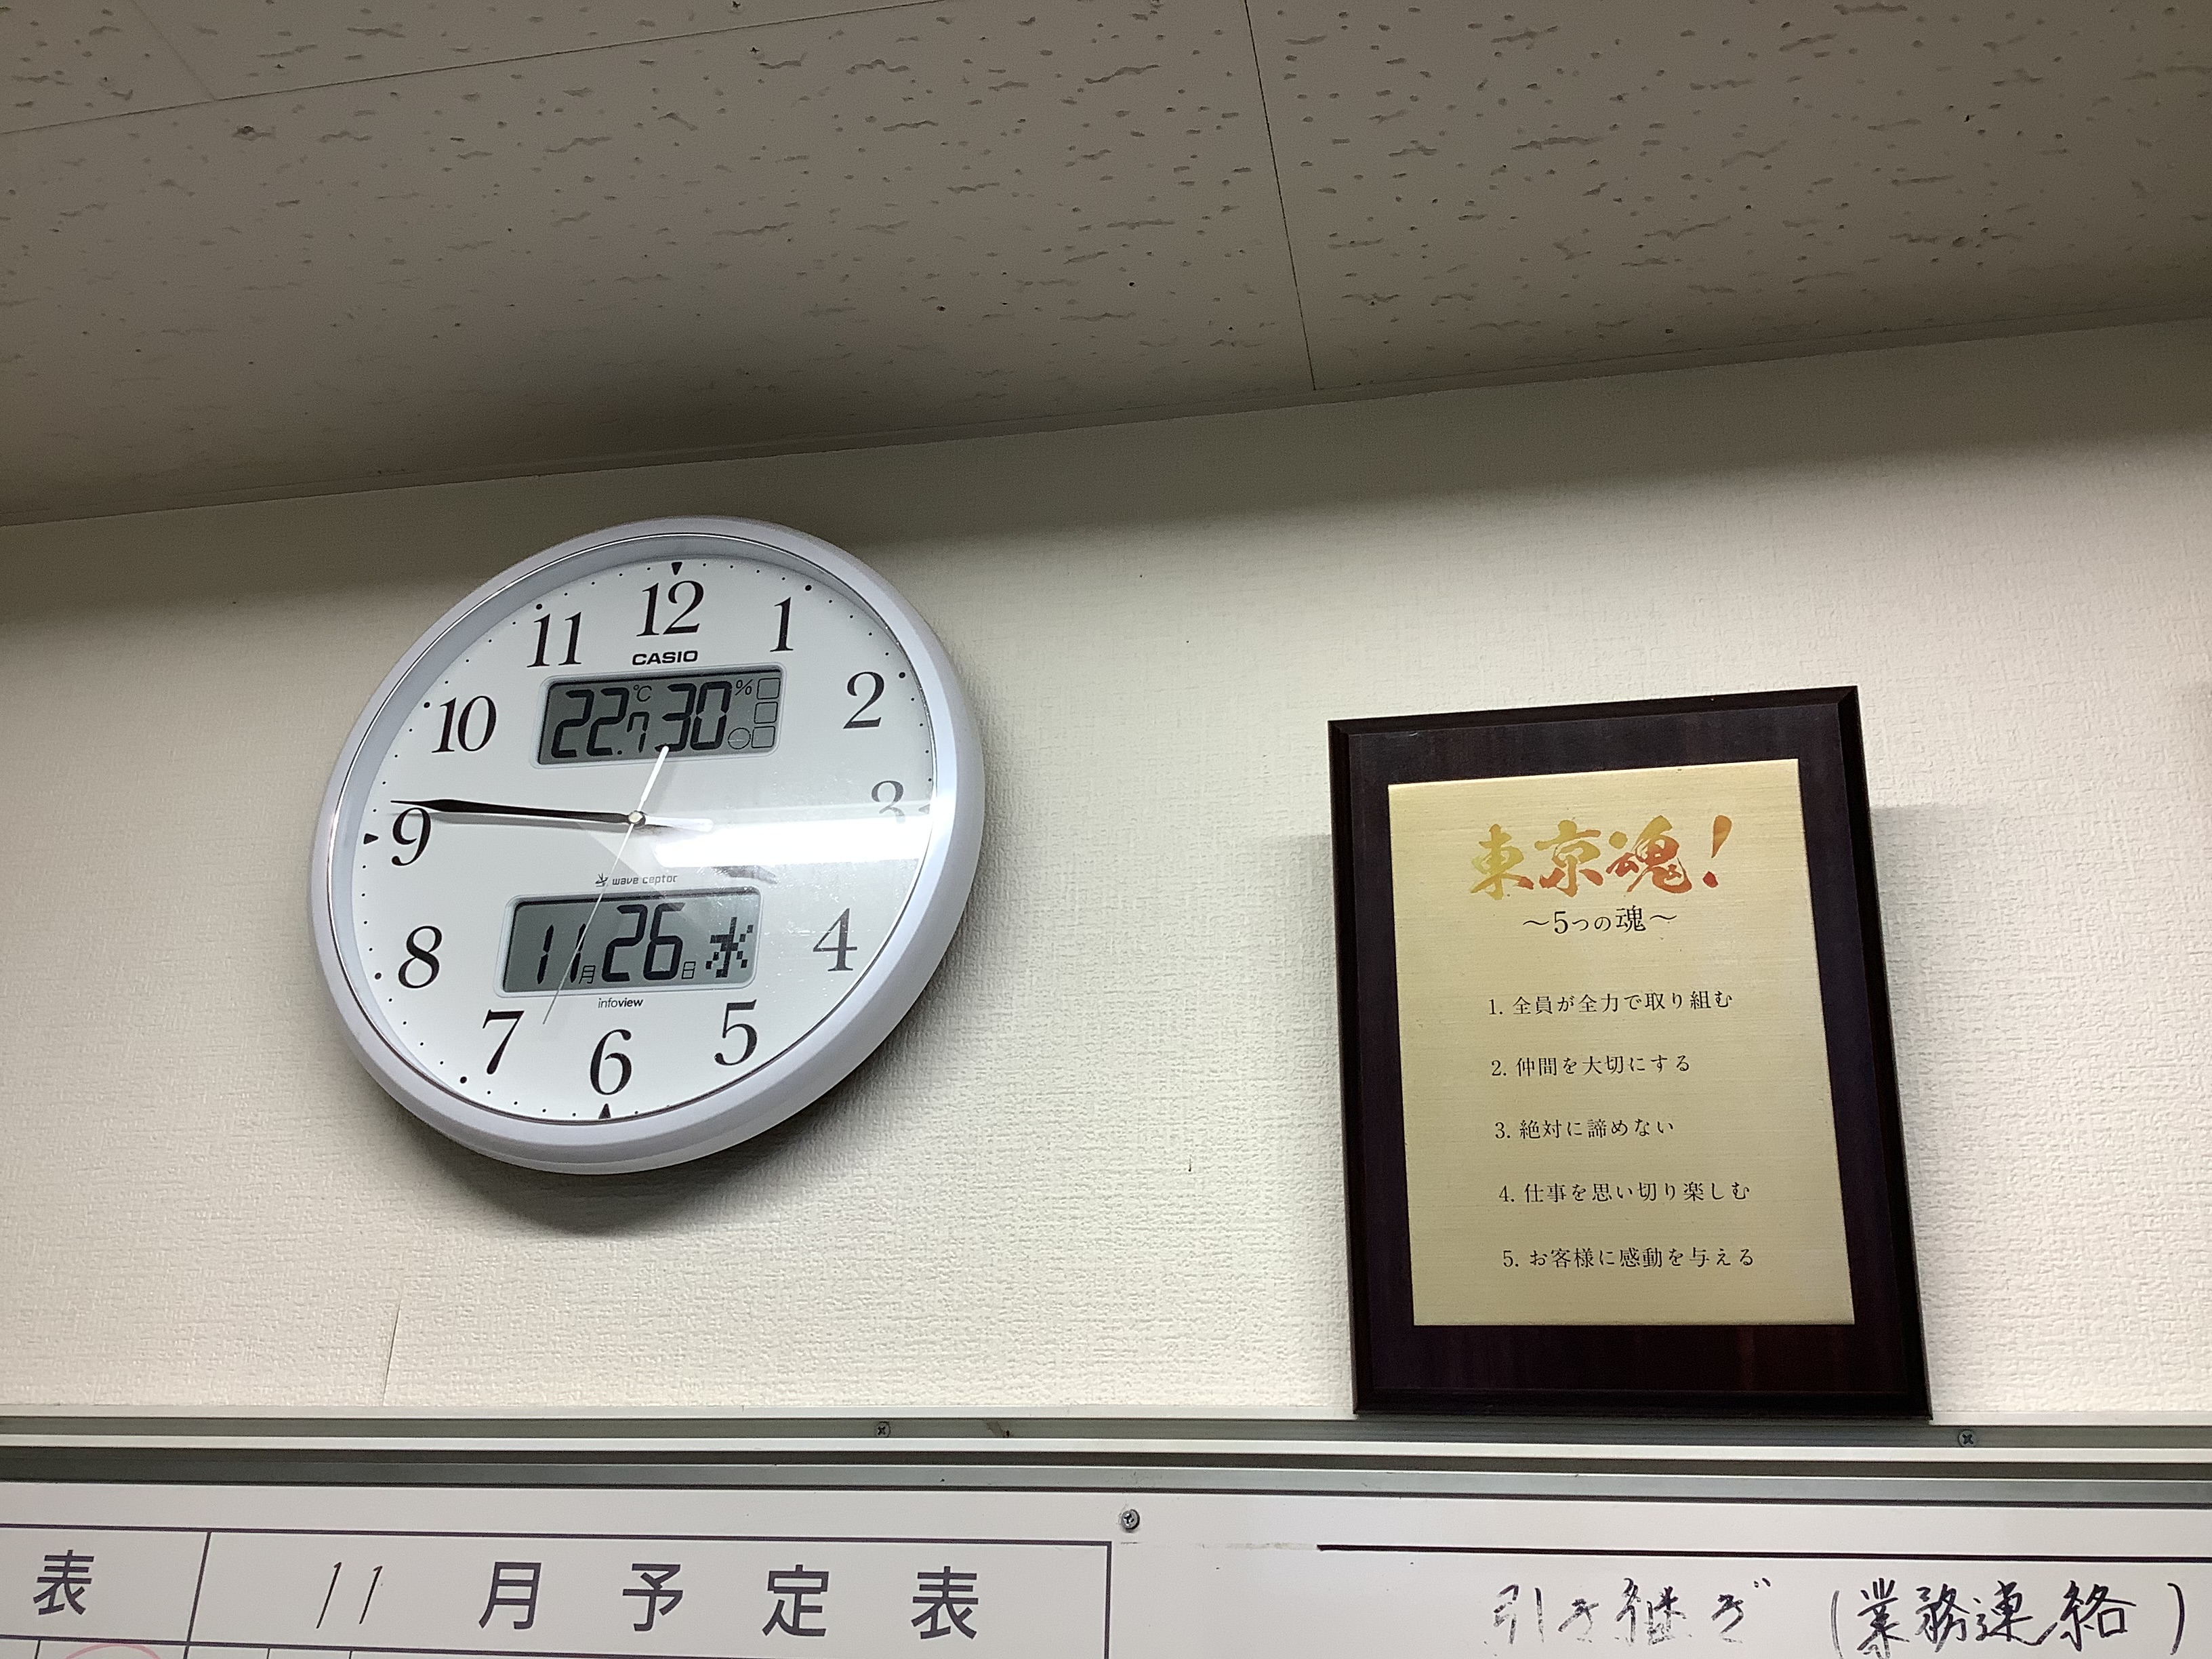 12
11
1
CASIO
10
2
22.7 ℃ 30 %
9
3
wave ceptor
8
4
11月26日 水
infoview
7
5
6
東京魂!
～5つの魂～
1. 全員が全力で取り組む
2. 仲間を大切にする
3. 絶対に諦めない
4. 仕事を思い切り楽しむ
5. お客様に感動を与える
表
11 月 予 定 表
引き継ぎ (業務連絡)